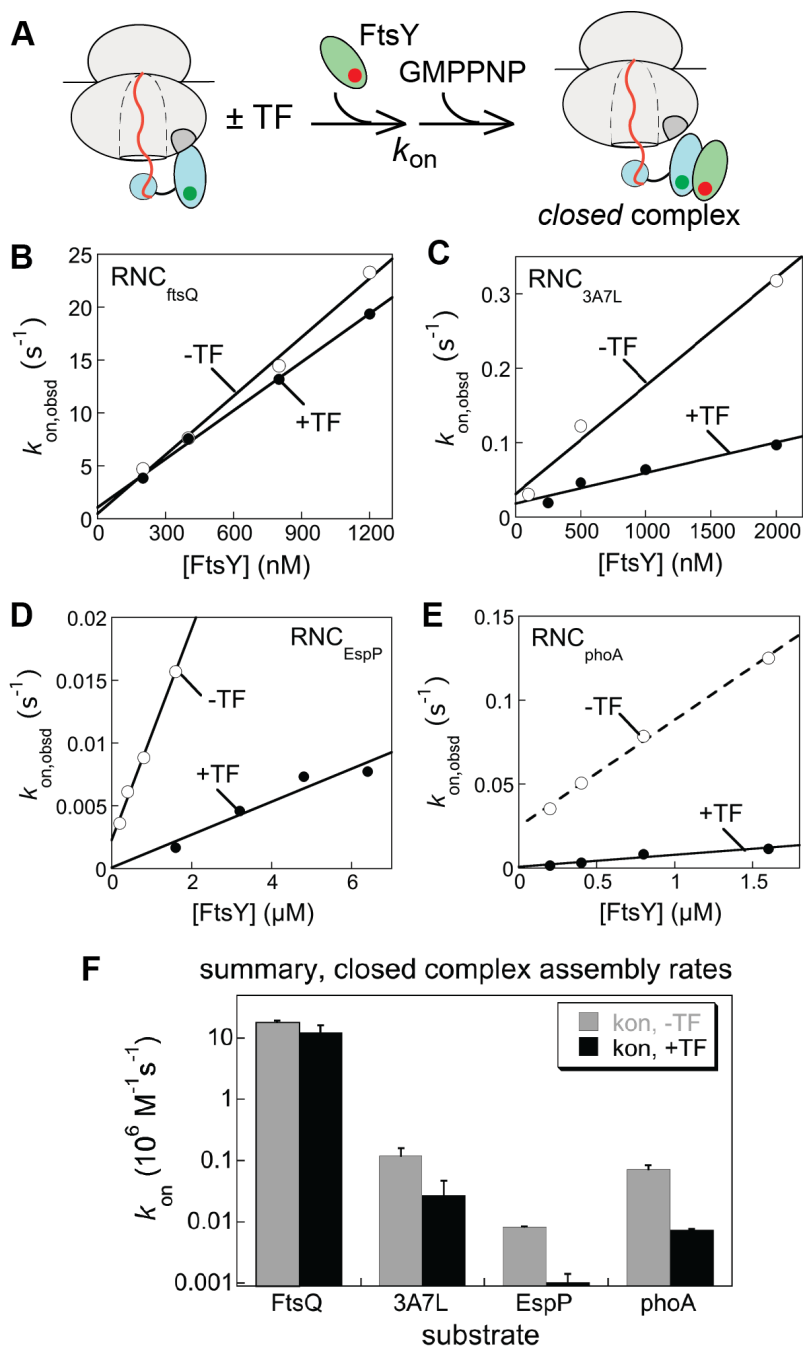 A
± TF
FtsY
GMPPNP
kon
closed complex
B
RNCftsQ
-TF
+TF
kon,obsd (s-1)
25
20
15
10
5
0
0 300 600 900 1200
[FtsY] (nM)
C
RNC3A7L
-TF
+TF
kon,obsd (s-1)
0.3
0.2
0.1
0
0 500 1000 1500 2000
[FtsY] (nM)
D
RNCEspP
-TF
+TF
kon,obsd (s-1)
0.02
0.015
0.01
0.005
0
0 2 4 6
[FtsY] (µM)
E
RNCphoA
-TF
+TF
kon,obsd (s-1)
0.15
0.1
0.05
0
0 0.5 1 1.5
[FtsY] (µM)
F
summary, closed complex assembly rates
kon, -TF
kon, +TF
kon (10^6 M-1s-1)
10
1
0.1
0.01
0.001
FtsQ 3A7L EspP phoA
substrate